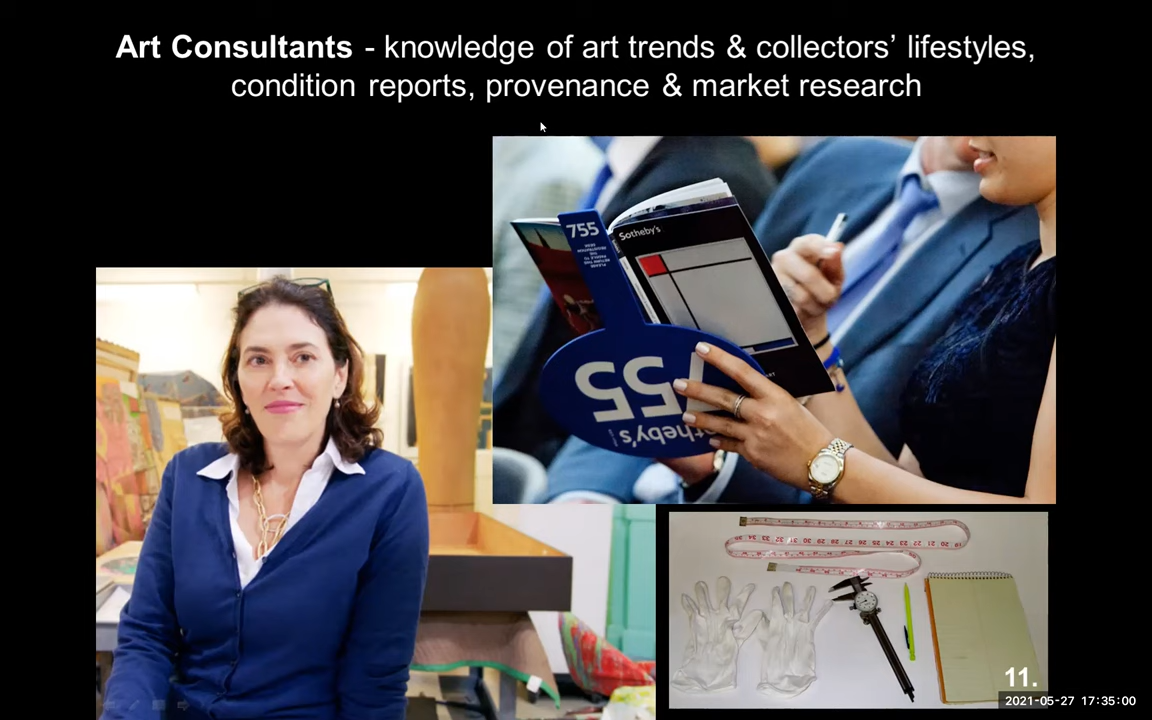 Art Consultants - knowledge of art trends & collectors’ lifestyles,
condition reports, provenance & market research
755
Sotheby's
755
Sotheby's
11.
2021-05-27 17:35:00